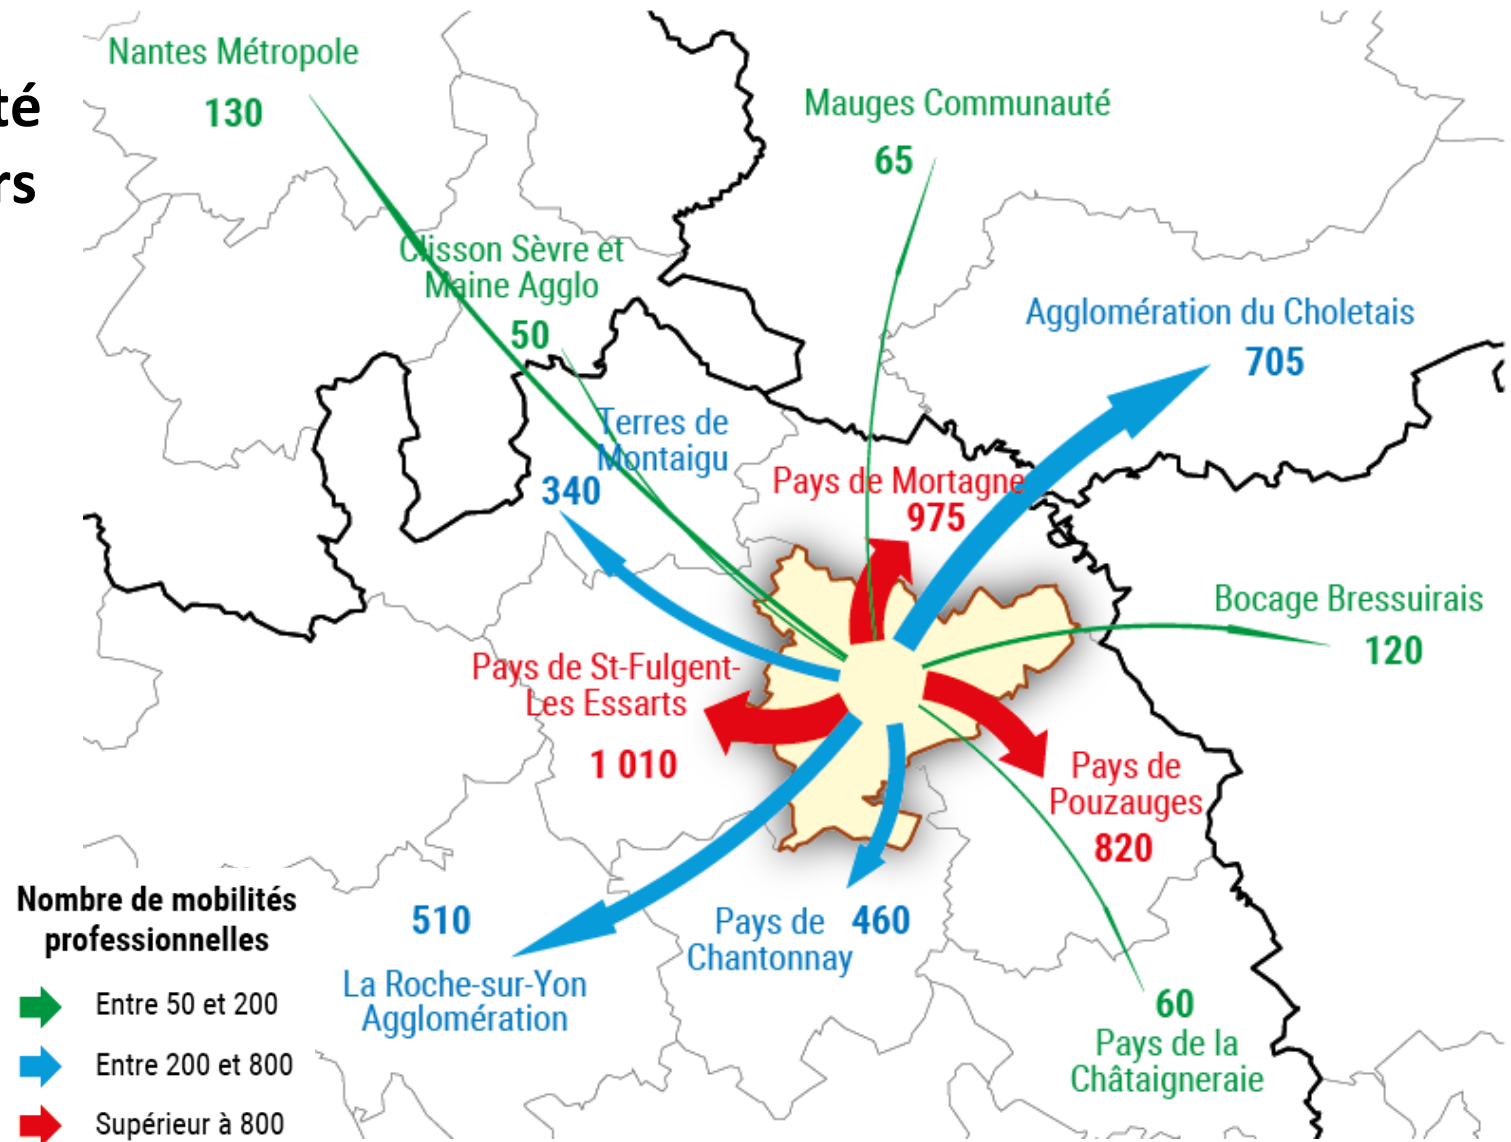 té
rs
Nantes Métropole
130
Mauges Communauté
65
Clisson Sèvre et
Maine Agglo
50
Agglomération du Choletais
705
Terres de
Montaigu
340
Pays de Mortagne
975
Bocage Bressuirais
120
Pays de St-Fulgent-
Les Essarts
1 010
Pays de
Pouzauges
820
510
La Roche-sur-Yon
Agglomération
Pays de 460
Chantonnay
60
Pays de la
Châtaigneraie
Nombre de mobilités
professionnelles
Entre 50 et 200
Entre 200 et 800
Supérieur à 800